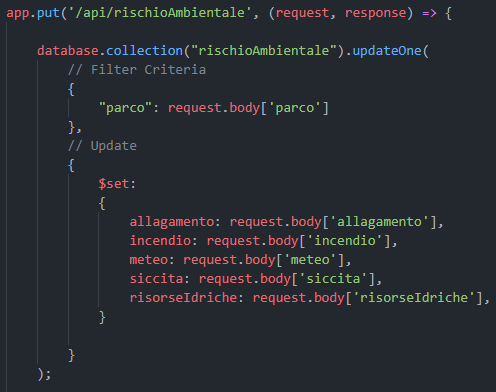 app.put('/api/rischioAmbientale', (request, response) => {
database.collection("rischioAmbientale").updateOne(
// Filter Criteria
{
"parco": request.body['parco']
},
// Update
{
$set:
{
allagamento: request.body['allagamento'],
incendio: request.body['incendio'],
meteo: request.body['meteo'],
siccita: request.body['siccita'],
risorseIdriche: request.body['risorseIdriche'],
}
}
);